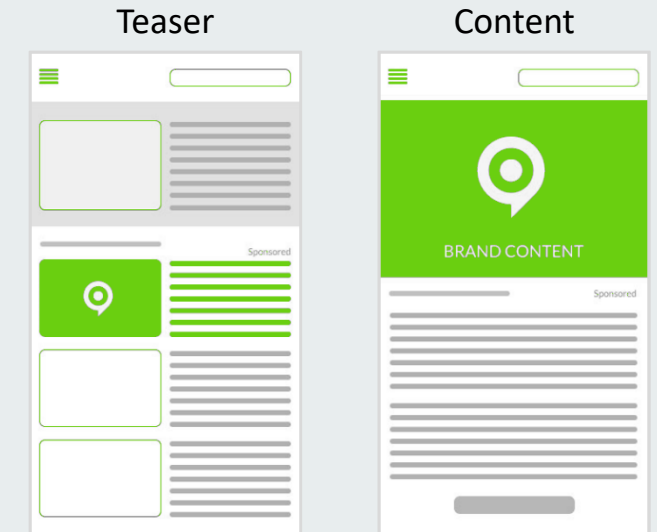 Teaser
Content
Sponsored
BRAND CONTENT
Sponsored